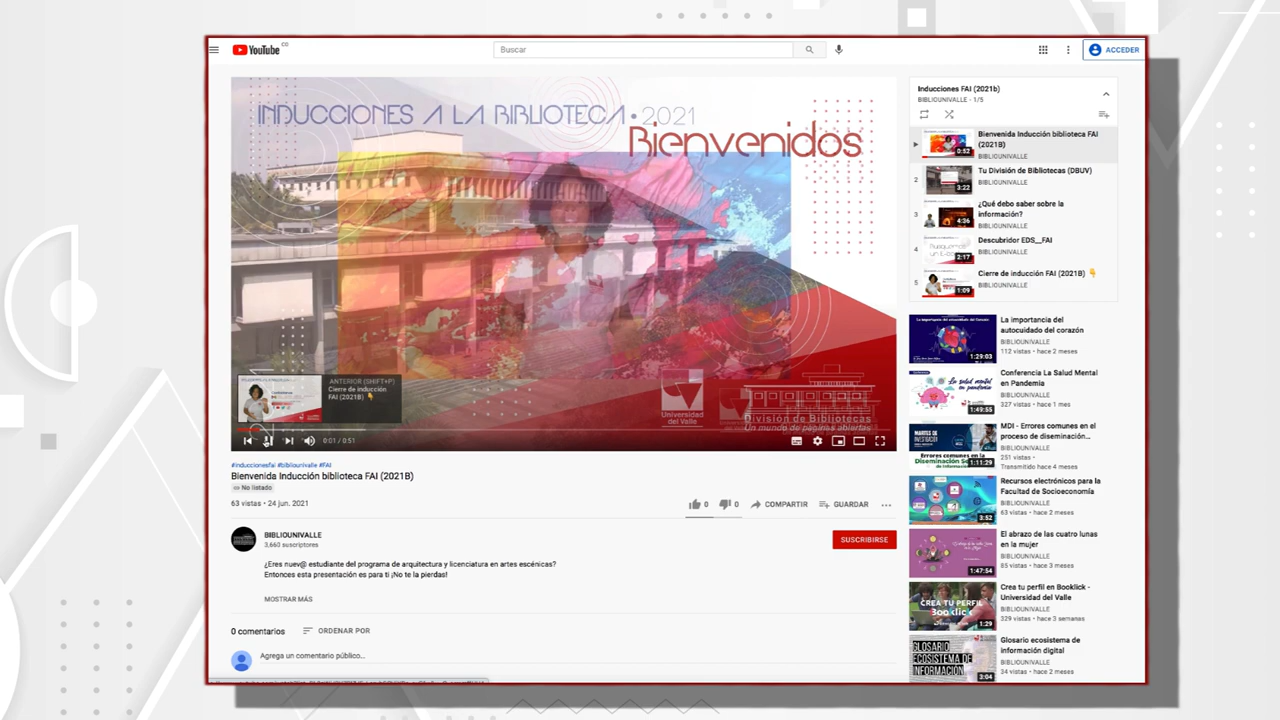 YouTube CO
Buscar
ACCEDER
INDUCCIONES A LA BIBLIOTECA • 2021
Bienvenidos
Universidad
del Valle
División de Bibliotecas
Un mundo de páginas abiertas
ANTERIOR (SHIFT+P)
Cierre de inducción
FAI (2021B) 👇
0:01 / 0:51
#induccionesfai #bibliounivalle #FAI
Bienvenida Inducción biblioteca FAI (2021B)
No listado
63 vistas • 24 jun. 2021
0
0
COMPARTIR
GUARDAR
BIBLIOUNIVALLE
3,660 suscriptores
SUSCRIBIRSE
¿Eres nuev@ estudiante del programa de arquitectura y licenciatura en artes escénicas?
Entonces esta presentación es para ti ¡No te la pierdas!
MOSTRAR MÁS
0 comentarios
ORDENAR POR
Agrega un comentario público...
Inducciones FAI (2021b)
BIBLIOUNIVALLE - 1/5
0:52
Bienvenida Inducción biblioteca FAI
(2021B)
BIBLIOUNIVALLE
2
3:22
Tu División de Bibliotecas (DBUV)
BIBLIOUNIVALLE
3
4:36
¿Qué debo saber sobre la
información?
BIBLIOUNIVALLE
4
2:17
Descubridor EDS__FAI
BIBLIOUNIVALLE
5
1:09
Cierre de inducción FAI (2021B) 👇
BIBLIOUNIVALLE
1:29:03
La importancia del
autocuidado del corazón
BIBLIOUNIVALLE
112 vistas • hace 2 meses
La salud mental
en pandemia
1:49:55
Conferencia La Salud Mental
en Pandemia
BIBLIOUNIVALLE
327 vistas • hace 1 mes
MARTES DE
INVESTIGACIÓN
Errores comunes en la
1:11:29
MDI - Errores comunes en el
proceso de diseminación...
BIBLIOUNIVALLE
251 vistas •
Transmitido hace 4 meses
3:52
Recursos electrónicos para la
Facultad de Socioeconomía
BIBLIOUNIVALLE
63 vistas • hace 2 meses
1:47:54
El abrazo de las cuatro lunas
en la mujer
BIBLIOUNIVALLE
85 vistas • hace 3 meses
CREA TU PERFIL
Booklick
1:29
Crea tu perfil en Booklick -
Universidad del Valle
BIBLIOUNIVALLE
329 vistas • hace 3 semanas
GLOSARIO
ECOSISTEMA DE
INFORMACIÓN
3:04
Glosario ecosistema de
información digital
BIBLIOUNIVALLE
34 vistas • hace 2 meses